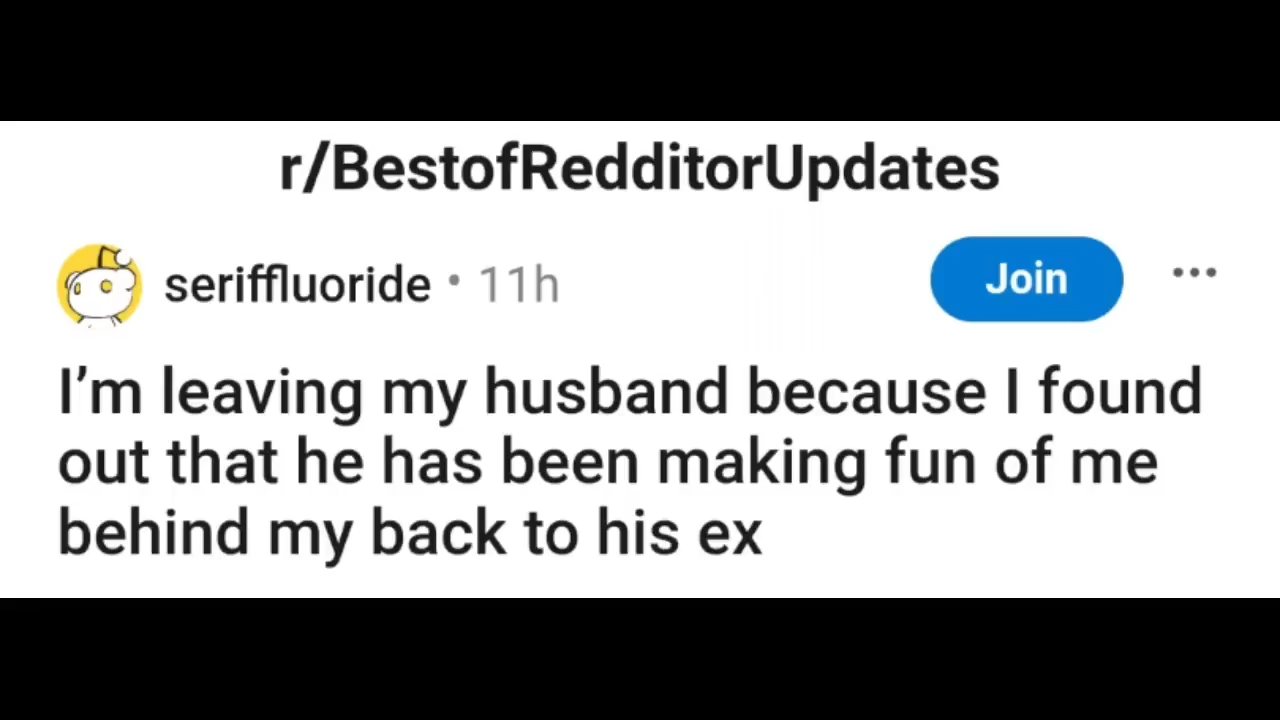 r/BestofRedditorUpdates
seriffluoride • 11h
Join
I’m leaving my husband because I found
out that he has been making fun of me
behind my back to his ex